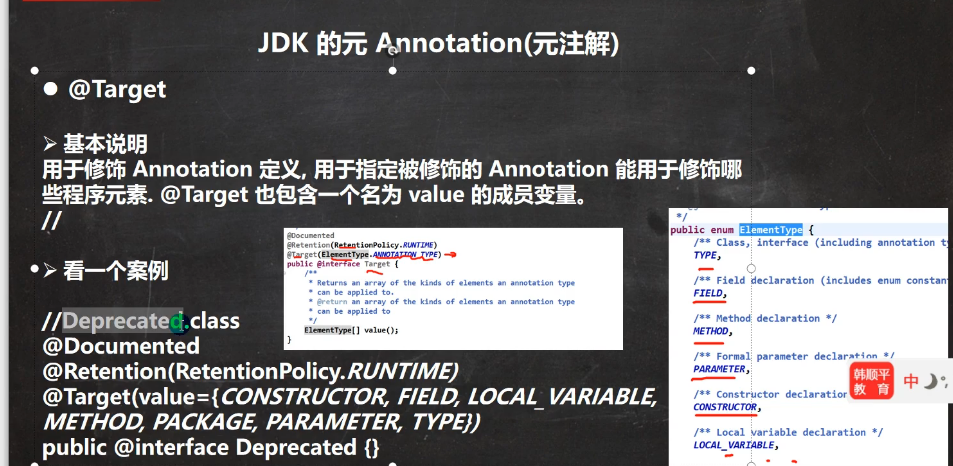 JDK 的元 Annotation(元注解)
● @Target
➢ 基本说明
用于修饰 Annotation 定义, 用于指定被修饰的 Annotation 能用于修饰哪
些程序元素. @Target 也包含一个名为 value 的成员变量。
//
➢ 看一个案例
//Deprecated.class
@Documented
@Retention(RetentionPolicy.RUNTIME)
@Target(value={CONSTRUCTOR, FIELD, LOCAL_VARIABLE,
METHOD, PACKAGE, PARAMETER, TYPE})
public @interface Deprecated {}
@Documented
@Retention(RetentionPolicy.RUNTIME)
@Target(ElementType.ANNOTATION_TYPE)
public @interface Target {
/**
* Returns an array of the kinds of elements an annotation type
* can be applied to.
* @return an array of the kinds of elements an annotation type
* can be applied to
*/
ElementType[] value();
}
*/
public enum ElementType {
/** Class, interface (including annotation ty
TYPE,
/** Field declaration (includes enum constan
FIELD,
/** Method declaration */
METHOD,
/** Formal parameter declaration */
PARAMETER,
/** Constructor declaration
CONSTRUCTOR,
/** Local variable declaration */
LOCAL_VARIABLE,
韩顺平
教育
中